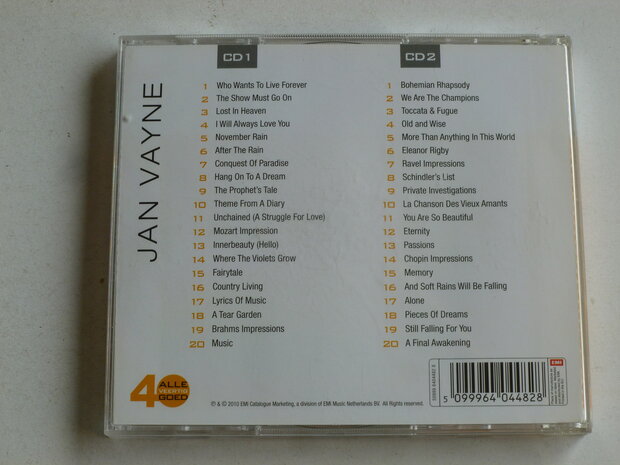 JAN VAYNE
CD 1
1 Who Wants To Live Forever
2 The Show Must Go On
3 Lost In Heaven
4 I Will Always Love You
5 November Rain
6 After The Rain
7 Conquest Of Paradise
8 Hang On To A Dream
9 The Prophet's Tale
10 Theme From A Diary
11 Unchained (A Struggle For Love)
12 Mozart Impression
13 Innerbeauty (Hello)
14 Where The Violets Grow
15 Fairytale
16 Country Living
17 Lyrics Of Music
18 A Tear Garden
19 Brahms Impressions
20 Music
CD 2
1 Bohemian Rhapsody
2 We Are The Champions
3 Toccata & Fugue
4 Old and Wise
5 More Than Anything In This World
6 Eleanor Rigby
7 Ravel Impressions
8 Schindler's List
9 Private Investigations
10 La Chanson Des Vieux Amants
11 You Are So Beautiful
12 Eternity
13 Passions
14 Chopin Impressions
15 Memory
16 And Soft Rains Will Be Falling
17 Alone
18 Pieces Of Dreams
19 Still Falling For You
20 A Final Awakening
40
ALLE
VEERTIG
GOED
℗ & © 2010 EMI Catalogue Marketing, a division of EMI Music Netherlands BV. All Rights reserved.
5 099964 044828
EMI